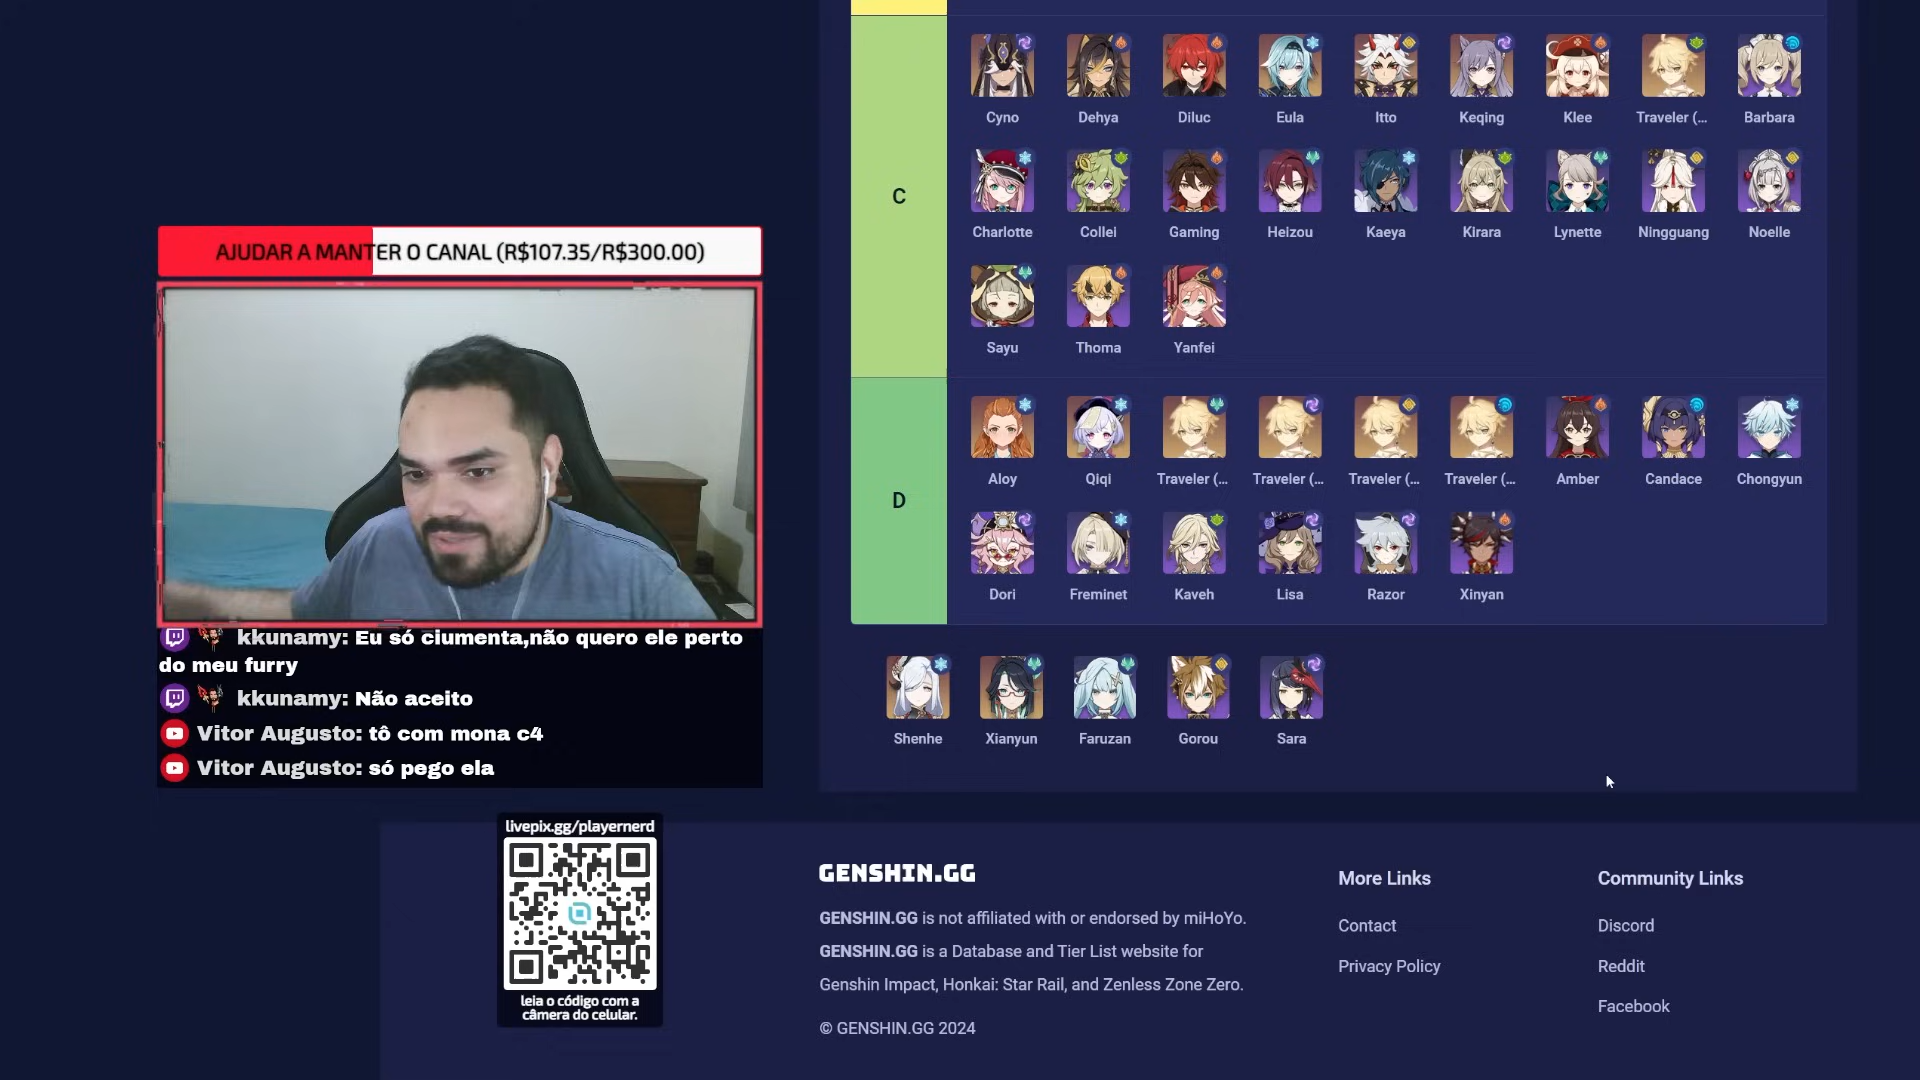 AJUDAR A MANTER O CANAL (R$107.35/R$300.00)
kkunamy: Eu só ciumenta,não quero ele perto
do meu furry
kkunamy: Não aceito
Vitor Augusto: tô com mona c4
Vitor Augusto: só pego ela
livepix.gg/playernerd
leia o código com a
câmera do celular.
C
Cyno Dehya Diluc Eula Itto Keqing Klee Traveler (... Barbara
Charlotte Collei Gaming Heizou Kaeya Kirara Lynette Ningguang Noelle
Sayu Thoma Yanfei
D
Aloy Qiqi Traveler (... Traveler (... Traveler (... Traveler (... Amber Candace Chongyun
Dori Freminet Kaveh Lisa Razor Xinyan
Shenhe Xianyun Faruzan Gorou Sara
GENSHIN.GG
GENSHIN.GG is not affiliated with or endorsed by miHoYo.
GENSHIN.GG is a Database and Tier List website for
Genshin Impact, Honkai: Star Rail, and Zenless Zone Zero.
© GENSHIN.GG 2024
More Links
Contact
Privacy Policy
Community Links
Discord
Reddit
Facebook